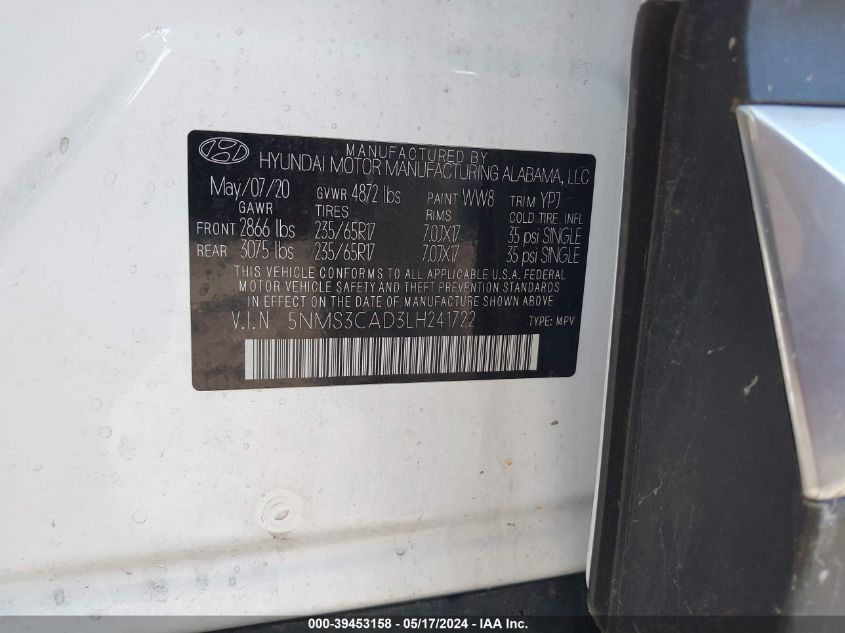 MANUFACTURED BY
HYUNDAI MOTOR MANUFACTURING ALABAMA, LLC
May/07/20 GVWR 4872 lbs PAINT WW8 TRIM YPJ
GAWR TIRES RIMS COLD TIRE INFL
FRONT 2866 lbs 235/65R17 7.0JX17 35 psi SINGLE
REAR 3075 lbs 235/65R17 7.0JX17 35 psi SINGLE
THIS VEHICLE CONFORMS TO ALL APPLICABLE U.S.A. FEDERAL
MOTOR VEHICLE SAFETY AND THEFT PREVENTION STANDARDS
IN EFFECT ON THE DATE OF MANUFACTURE SHOWN ABOVE
V.I.N 5NMS3CAD3LH241722 TYPE: MPV
000-39453158 - 05/17/2024 - IAA Inc.